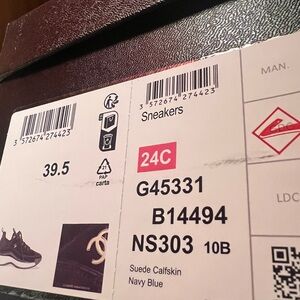 3 572674 274423
3 572674 274423
Sneakers
39.5
21
PAP
carta
24C
G45331
B14494
NS303 10B
Suede Calfskin
Navy Blue
MAN.
LDC